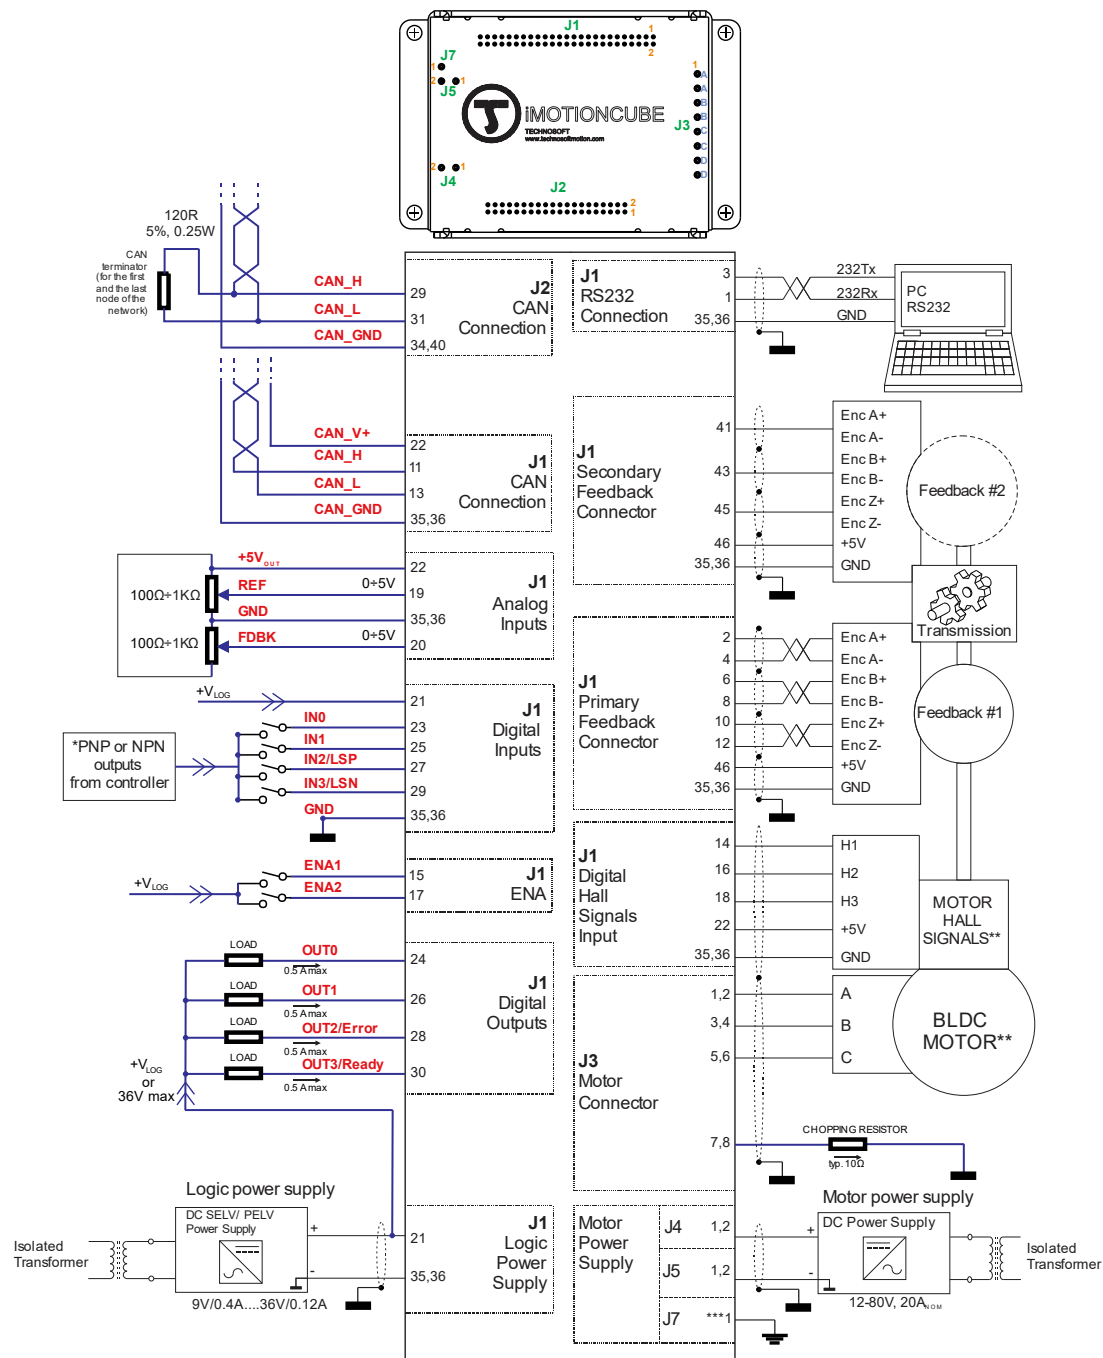 J1
1
2
J7
1
2
1
J5
iMOTIONCUBE
TECHNOSOFT
www.technosoftmotion.com
1
A
A
B
B
C
C
D
D
J3
2
1
J4
J2
2
1
120R
5%, 0.25W
CAN
terminator
(for the first
and the last
node of the
network)
CAN_H
29
CAN_L
31
CAN_GND
34,40
J2
CAN
Connection
CAN_V+
22
CAN_H
11
CAN_L
13
CAN_GND
35,36
J1
CAN
Connection
+5VOUT
22
REF
0÷5V
19
GND
35,36
FDBK
0÷5V
20
100Ω÷1KΩ
100Ω÷1KΩ
J1
Analog
Inputs
+VLOG
21
IN0
23
IN1
25
IN2/LSP
27
IN3/LSN
29
GND
35,36
*PNP or NPN
outputs
from controller
J1
Digital
Inputs
+VLOG
ENA1
15
ENA2
17
J1
ENA
LOAD
OUT0
0.5 A max
24
LOAD
OUT1
0.5 A max
26
LOAD
OUT2/Error
0.5 A max
28
LOAD
OUT3/Ready
0.5 A max
30
+VLOG
or
36V max
J1
Digital
Outputs
Logic power supply
DC SELV/ PELV
Power Supply
+
-
Isolated
Transformer
9V/0.4A....36V/0.12A
21
35,36
J1
Logic
Power
Supply
J1
RS232
Connection
3
1
35,36
232Tx
232Rx
GND
PC
RS232
J1
Secondary
Feedback
Connector
41
43
45
46
35,36
Enc A+
Enc A-
Enc B+
Enc B-
Enc Z+
Enc Z-
+5V
GND
Feedback #2
Transmission
J1
Primary
Feedback
Connector
2
4
6
8
10
12
46
35,36
Enc A+
Enc A-
Enc B+
Enc B-
Enc Z+
Enc Z-
+5V
GND
Feedback #1
J1
Digital
Hall
Signals
Input
14
16
18
22
35,36
H1
H2
H3
+5V
GND
MOTOR
HALL
SIGNALS**
J3
Motor
Connector
1,2
3,4
5,6
7,8
A
B
C
BLDC
MOTOR**
CHOPPING RESISTOR
typ. 10Ω
Motor
Power
Supply
J4
1,2
J5
1,2
J7
***1
Motor power supply
DC Power Supply
+
-
12-80V, 20ANOM
Isolated
Transformer